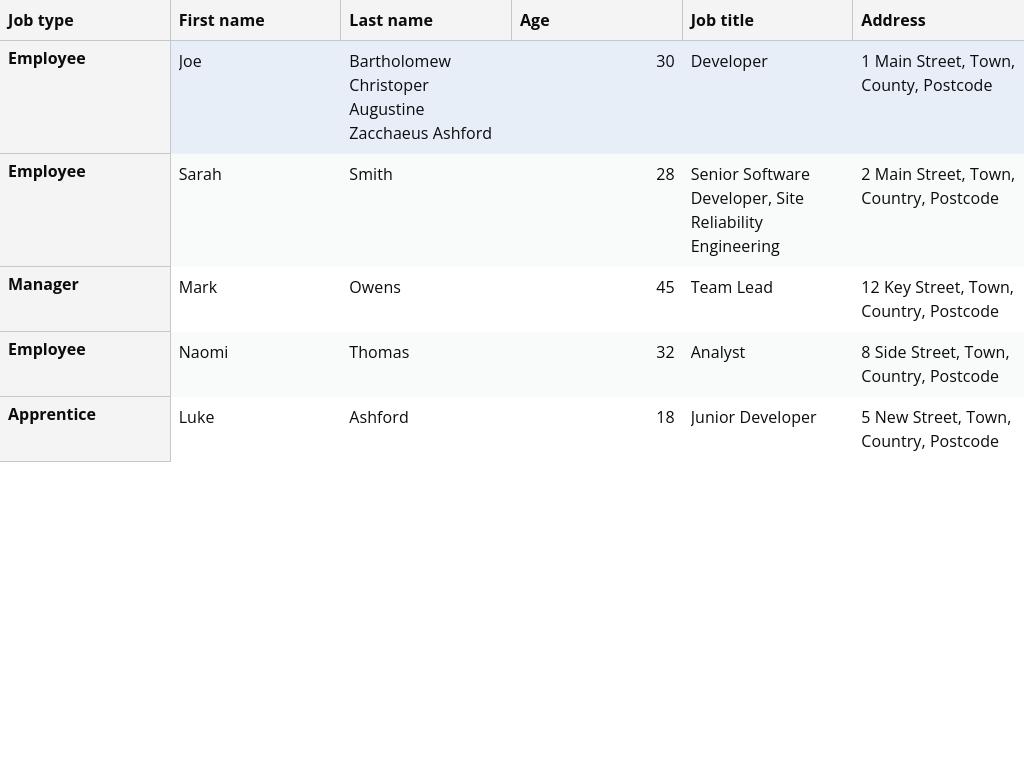 Job type First name Last name Age Job title Address
Employee Joe Bartholomew 30 Developer 1 Main Street, Town,
Christoper County, Postcode
Augustine
Zacchaeus Ashford
Employee Sarah Smith 28 Senior Software 2 Main Street, Town,
Developer, Site Country, Postcode
Reliability
Engineering
Manager Mark Owens 45 Team Lead 12 Key Street, Town,
Country, Postcode
Employee Naomi Thomas 32 Analyst 8 Side Street, Town,
Country, Postcode
Apprentice Luke Ashford 18 Junior Developer 5 New Street, Town,
Country, Postcode